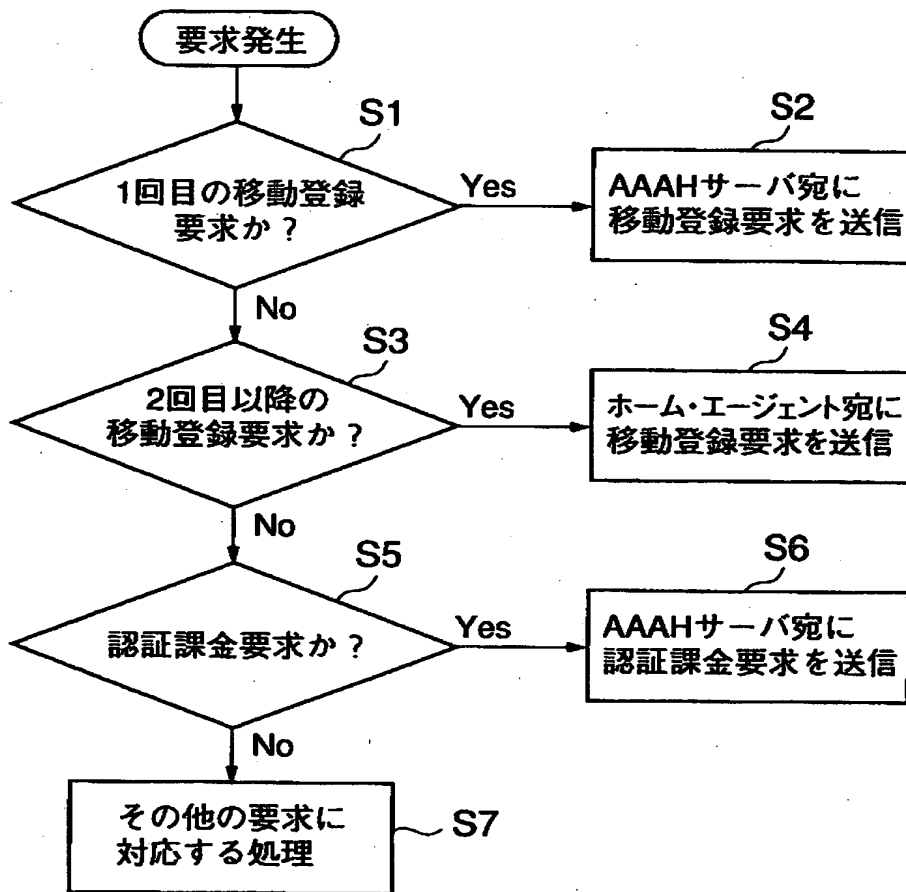 要求発生
S1
1回目の移動登録
要求か？
Yes
S2
AAAHサーバ宛に
移動登録要求を送信
No
S3
2回目以降の
移動登録要求か？
Yes
S4
ホーム・エージェント宛に
移動登録要求を送信
No
S5
認証課金要求か？
Yes
S6
AAAHサーバ宛に
認証課金要求を送信
No
その他の要求に
対応する処理
S7